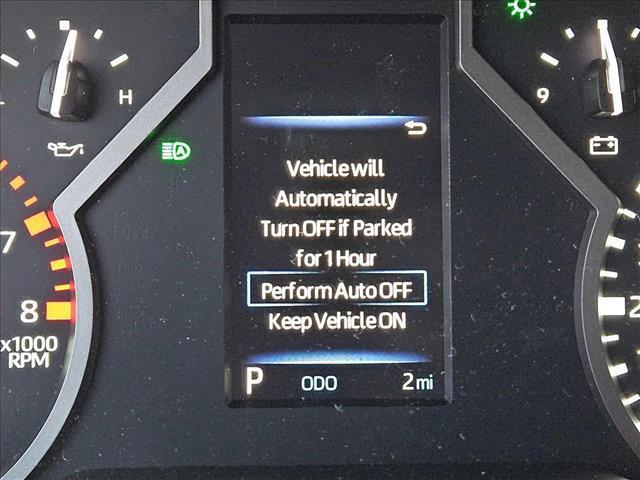 H
9
Vehicle will
Automatically
Turn OFF if Parked
for 1 Hour
Perform Auto OFF
Keep Vehicle ON
7
8
x1000
RPM
P ODO 2 mi
A